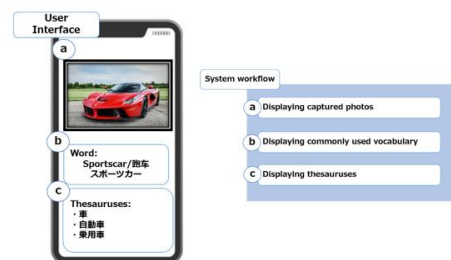 User
Interface
a
b
Word:
Sportscar/跑车
スポーツカー
c
Thesauruses:
・車
・自動車
・乗用車
System workflow
a Displaying captured photos
b Displaying commonly used vocabulary
c Displaying thesauruses